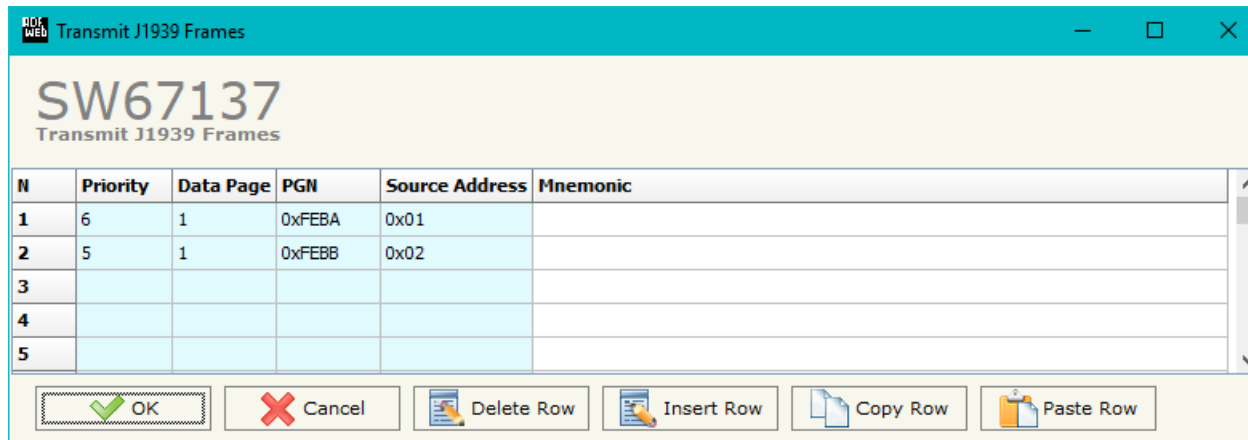 ADF WEB Transmit J1939 Frames
SW67137
Transmit J1939 Frames
N Priority Data Page PGN Source Address Mnemonic
1 6 1 0xFEBA 0x01
2 5 1 0xFEBB 0x02
3
4
5
OK Cancel Delete Row Insert Row Copy Row Paste Row